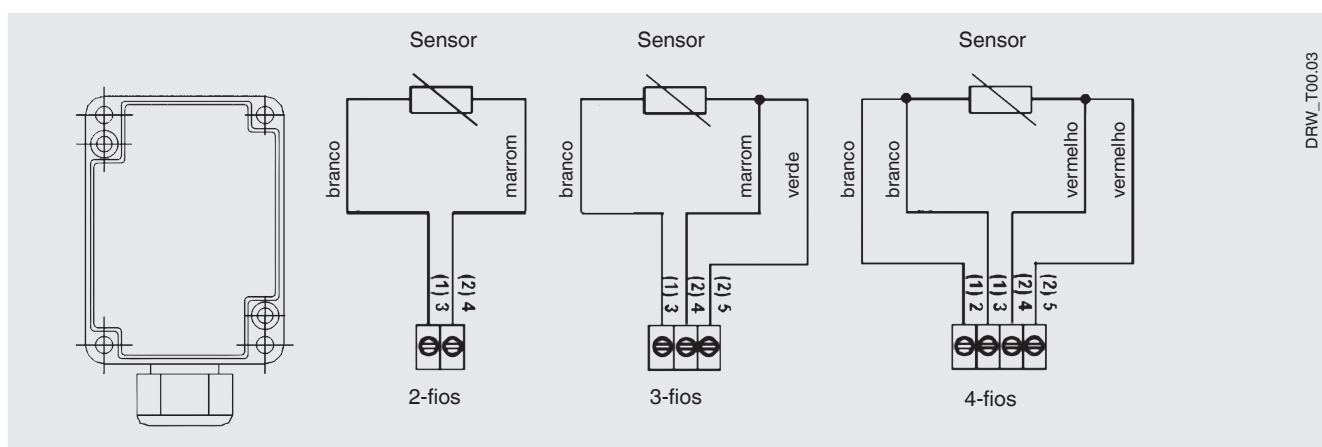 Sensor
branco
marrom
(1) 3
(2) 4
2-fios
Sensor
branco
marrom
verde
(1) 3
(2) 4
(2) 5
3-fios
Sensor
branco
branco
vermelho
vermelho
(1) 2
(1) 3
(2) 4
(2) 5
4-fios
DRW_T00.03